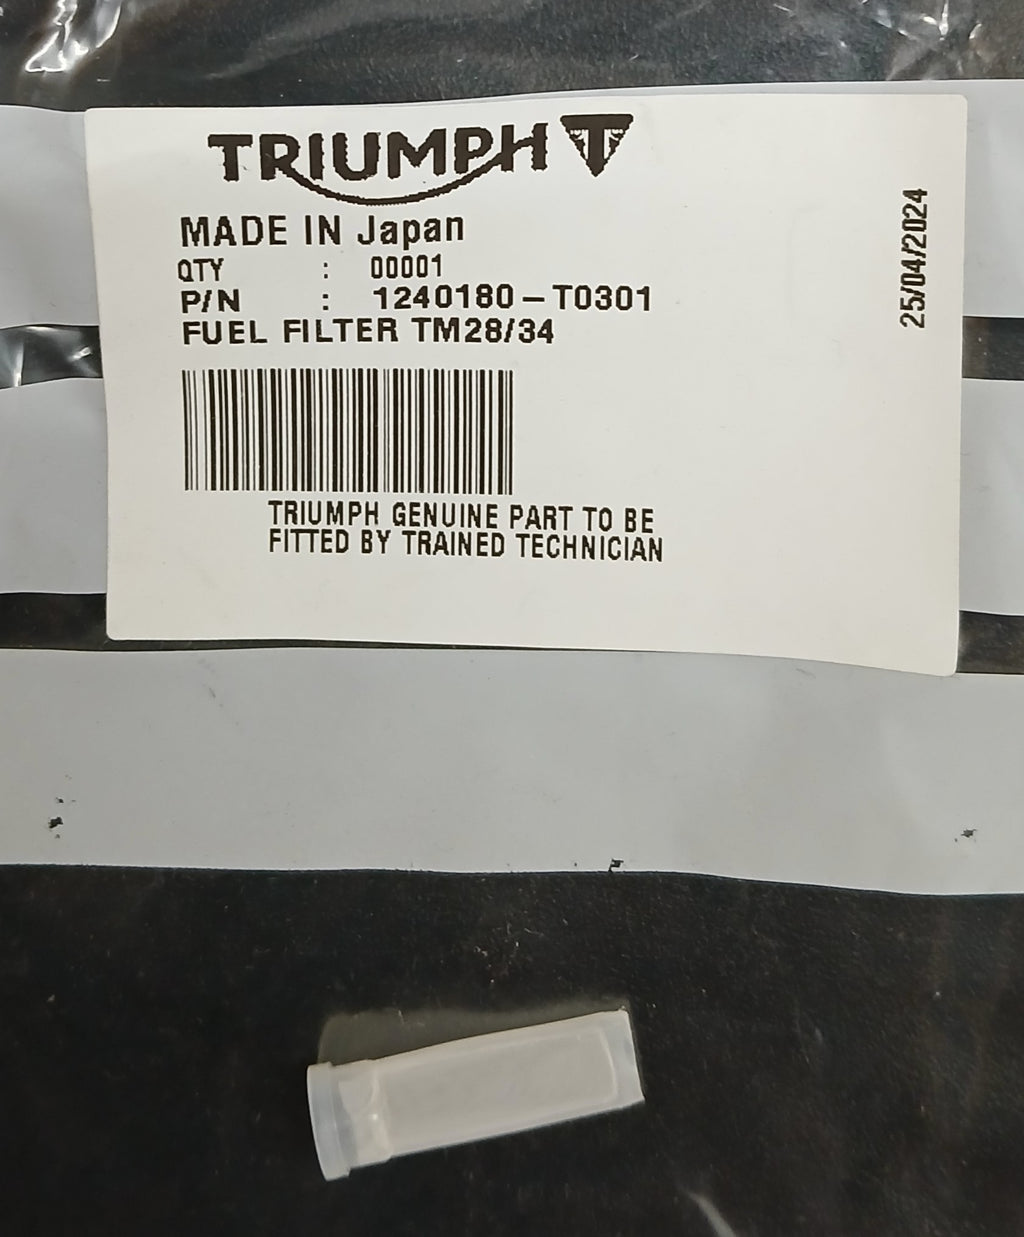 TRIUMPH
MADE IN Japan
QTY : 00001
P/N : 1240180-T0301
FUEL FILTER TM28/34
TRIUMPH GENUINE PART TO BE
FITTED BY TRAINED TECHNICIAN
25/04/2024